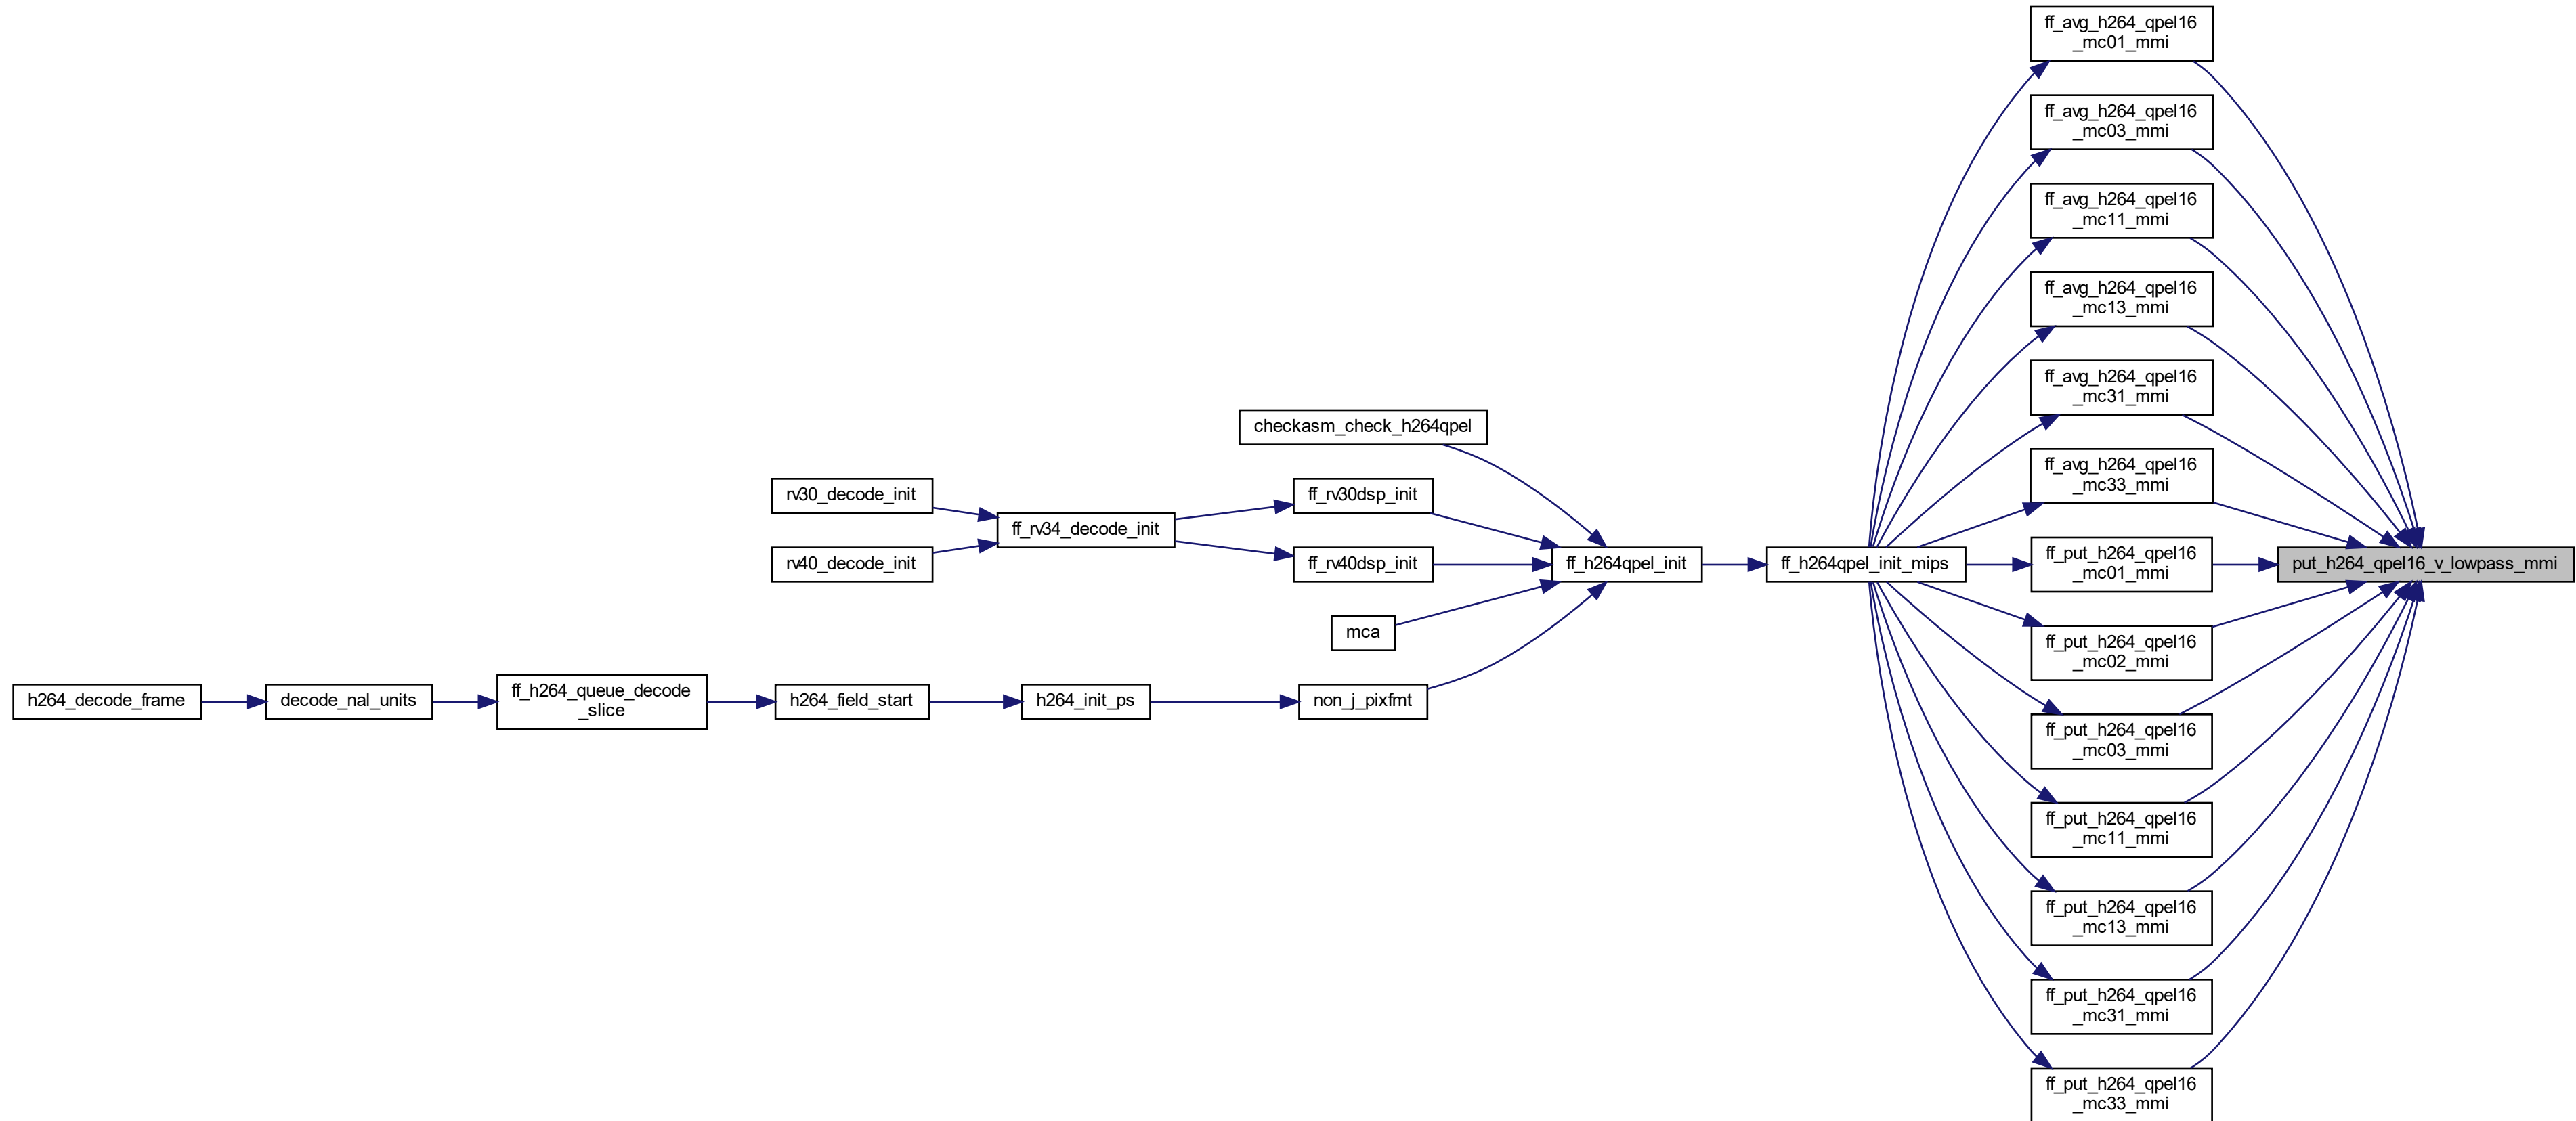 ff_avg_h264_qpel16
_mc01_mmi
ff_avg_h264_qpel16
_mc03_mmi
ff_avg_h264_qpel16
_mc11_mmi
ff_avg_h264_qpel16
_mc13_mmi
ff_avg_h264_qpel16
_mc31_mmi
checkasm_check_h264qpel
ff_avg_h264_qpel16
_mc33_mmi
rv30_decode_init
ff_rv30dsp_init
ff_rv34_decode_init
rv40_decode_init
ff_rv40dsp_init
ff_h264qpel_init
ff_h264qpel_init_mips
ff_put_h264_qpel16
_mc01_mmi
put_h264_qpel16_v_lowpass_mmi
mca
ff_put_h264_qpel16
_mc02_mmi
h264_decode_frame
decode_nal_units
ff_h264_queue_decode
_slice
h264_field_start
h264_init_ps
non_j_pixfmt
ff_put_h264_qpel16
_mc03_mmi
ff_put_h264_qpel16
_mc11_mmi
ff_put_h264_qpel16
_mc13_mmi
ff_put_h264_qpel16
_mc31_mmi
ff_put_h264_qpel16
_mc33_mmi